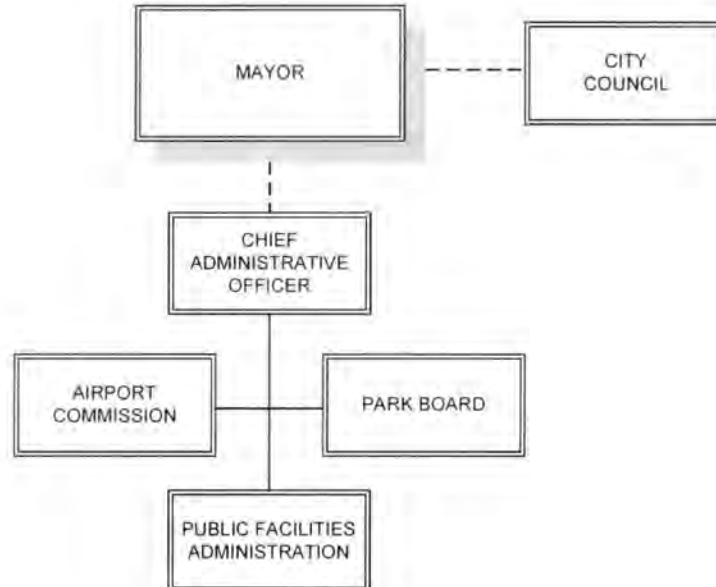 MAYOR
CITY
COUNCIL
CHIEF
ADMINISTRATIVE
OFFICER
AIRPORT
COMMISSION
PARK BOARD
PUBLIC FACILITIES
ADMINISTRATION